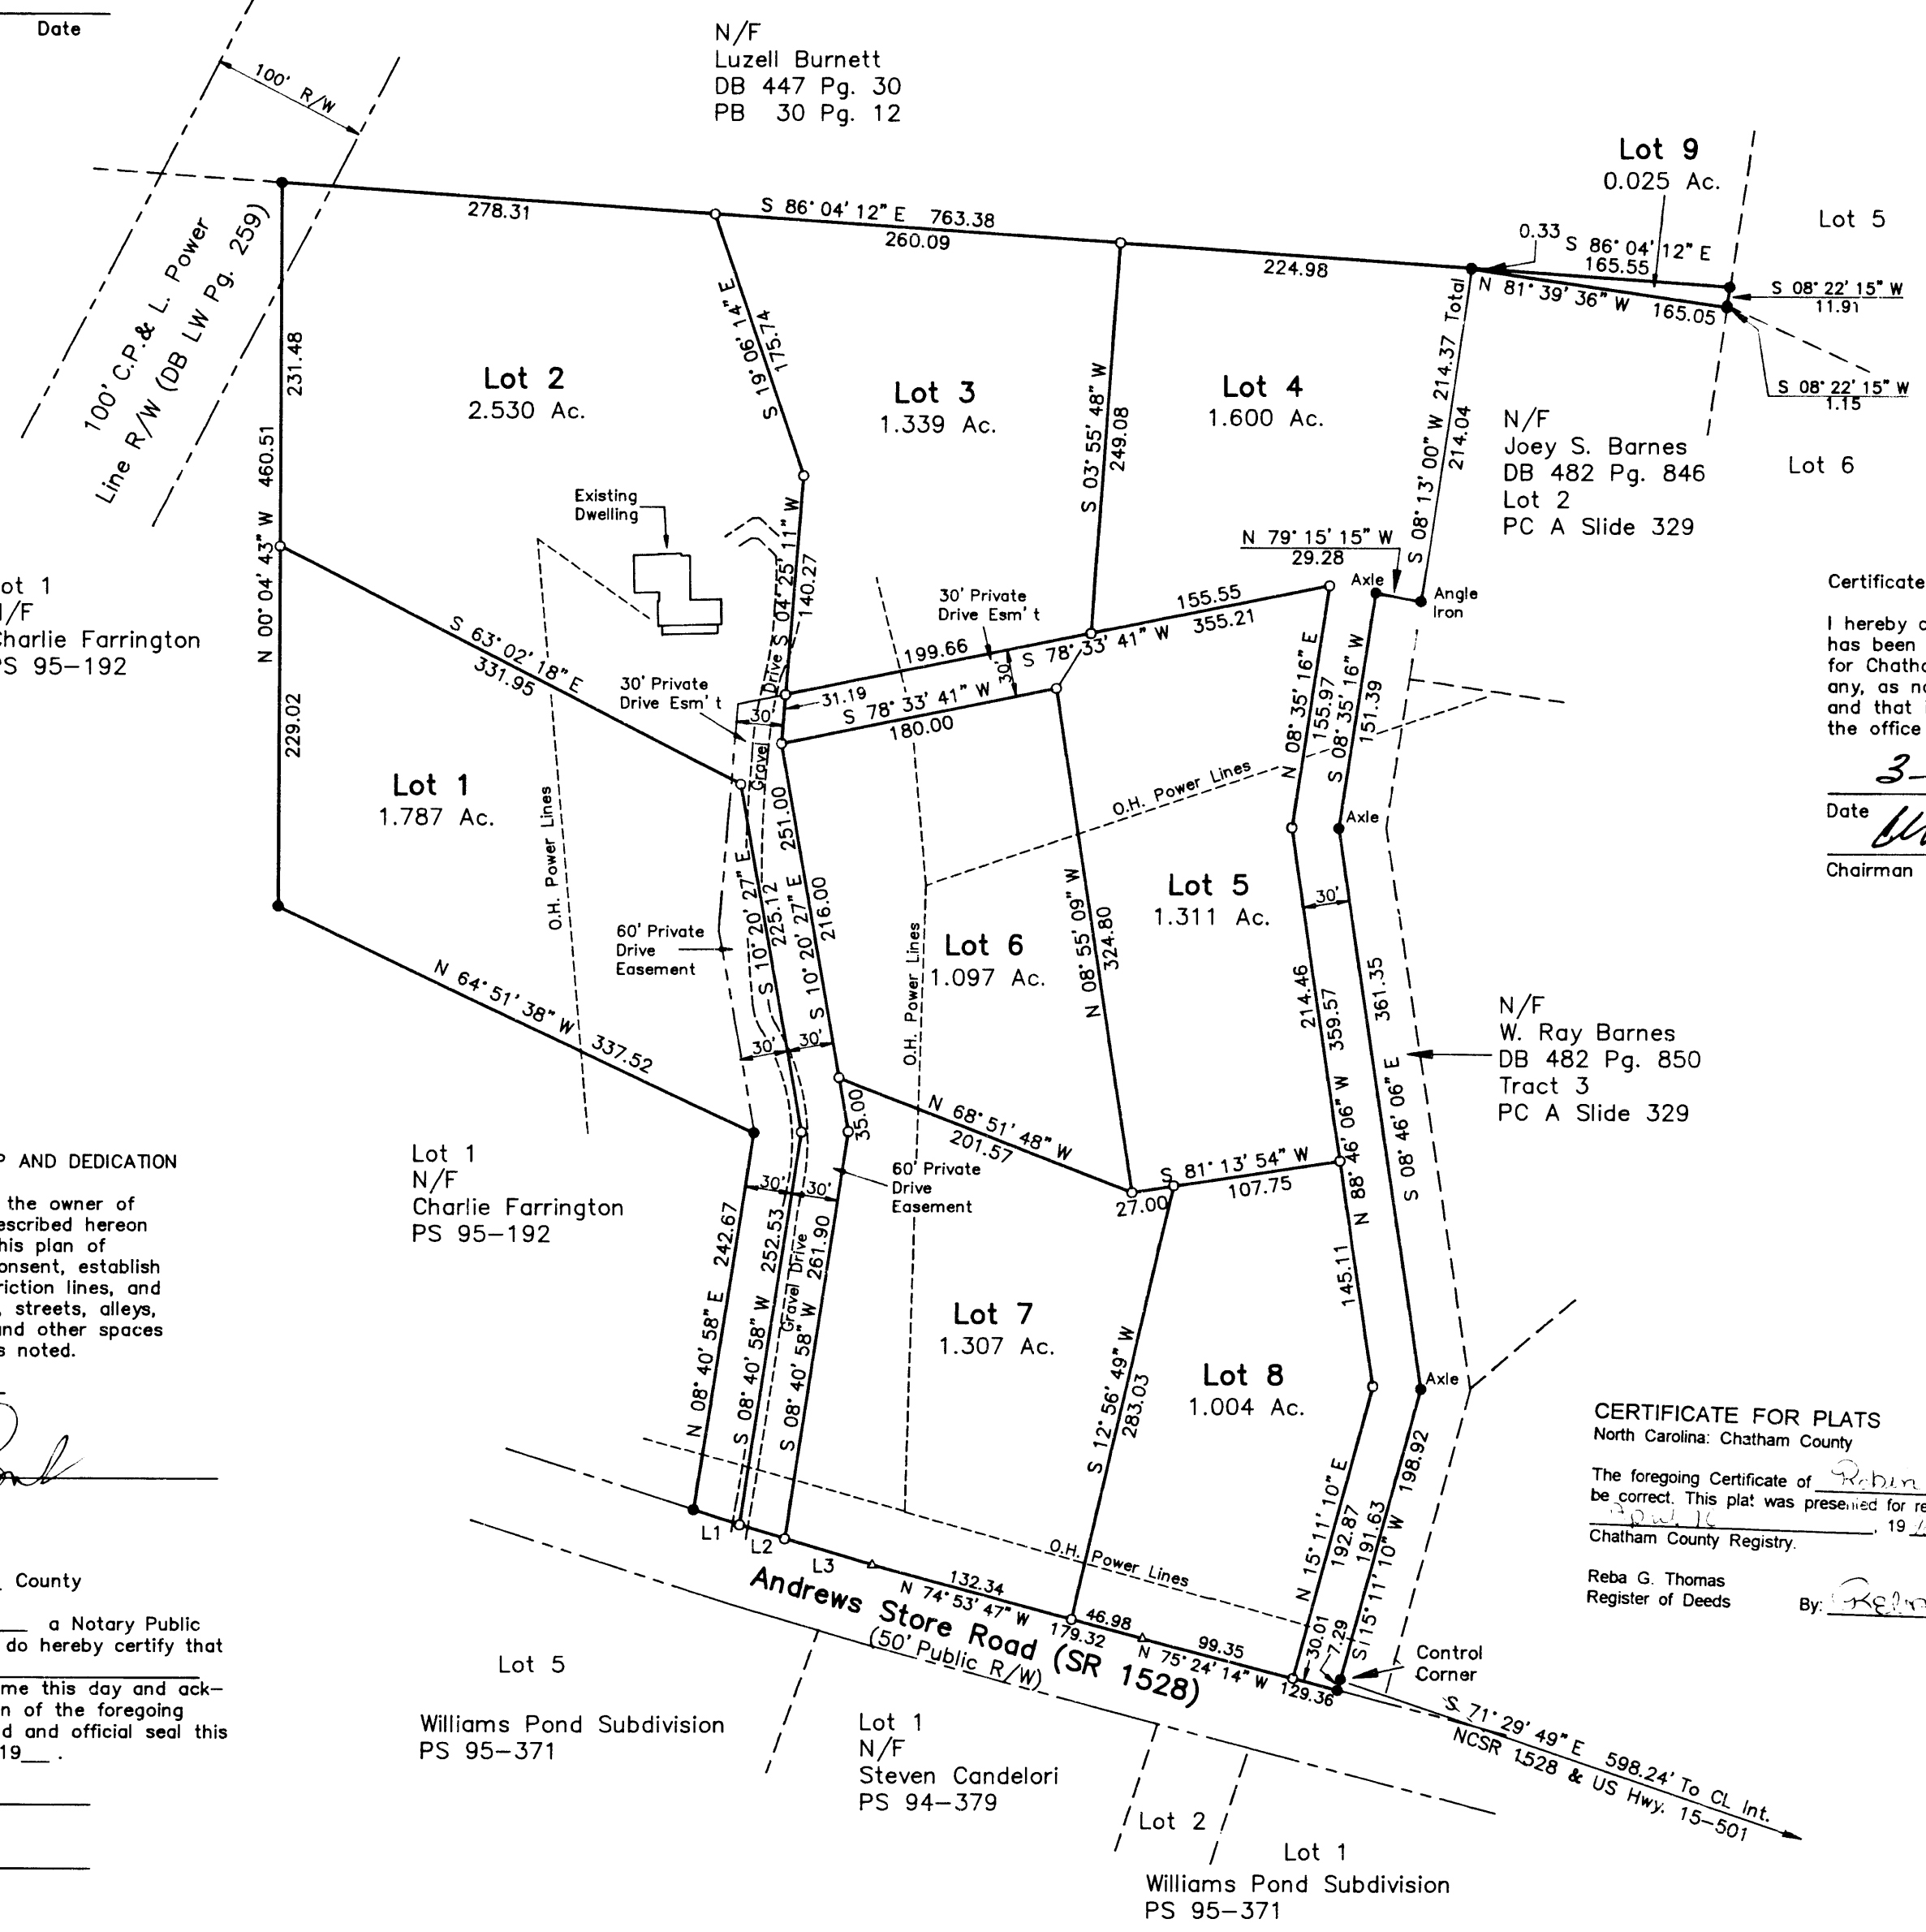 Date
N/F
Luzell Burnett
DB 447 Pg. 30
PB 30 Pg. 12
100' R/W
100' C.P.& L. Power
Line R/W (DB LW Pg. 259)
Lot 9
0.025 Ac.
Lot 5
0.33
S 86° 04' 12" E
165.55
N 81° 39' 36" W 165.05
S 08° 22' 15" W
11.91
S 08° 22' 15" W
1.15
Lot 6
278.31
S 86° 04' 12" E 763.38
260.09
224.98
231.48
N 00° 04' 43" W 460.51
229.02
Lot 2
2.530 Ac.
S 19° 06' 14" E
175.74
Lot 3
1.339 Ac.
S 03° 55' 48" W
249.08
Lot 4
1.600 Ac.
S 08° 13' 00" W 214.37 Total
214.04
N/F
Joey S. Barnes
DB 482 Pg. 846
Lot 2
PC A Slide 329
Existing
Dwelling
S 04° 25' 11" W
140.27
N 79° 15' 15" W
29.28
Axle
Angle
Iron
ot 1
/F
Charlie Farrington
PS 95-192
S 63° 02' 18" E
331.95
30' Private
Drive Esm't
30' Private
Drive Esm't
199.66
155.55
S 78° 33' 41" W 355.21
30'
31.19
S 78° 33' 41" W
180.00
30'
Gravel Drive
N 08° 35' 16" E
155.97
S 08° 35' 16" W
151.39
Axle
Certificate
I hereby c
has been
for Chath
any, as no
and that i
the office
3-
Date
Chairman
Lot 1
1.787 Ac.
O.H. Power Lines
251.00
S 10° 20' 27" E
225.12
S 10° 20' 27" E
216.00
60' Private
Drive
Easement
30'
30'
35.00
O.H. Power Lines
O.H. Power Lines
Lot 6
1.097 Ac.
N 08° 55' 09" W
324.80
Lot 5
1.311 Ac.
30'
214.46
N 88° 46' 06" W 359.57
361.35
S 08° 46' 06" E
N/F
W. Ray Barnes
DB 482 Pg. 850
Tract 3
PC A Slide 329
N 64° 51' 38" W 337.52
N 68° 51' 48" W
201.57
S 81° 13' 54" W
107.75
27.00
Lot 1
N/F
Charlie Farrington
PS 95-192
60' Private
Drive
Easement
30'
30'
N 08° 40' 58" E 242.67
S 08° 40' 58" W 252.53
Gravel Drive
S 08° 40' 58" W 261.90
P AND DEDICATION
the owner of
escribed hereon
his plan of
onsent, establish
riction lines, and
, streets, alleys,
nd other spaces
s noted.
Lot 7
1.307 Ac.
S 12° 56' 49" W
283.03
Lot 8
1.004 Ac.
145.11
Axle
N 15° 11' 10" E
192.87
191.63
S 15° 11' 10" W 198.92
30.01
7.29
CERTIFICATE FOR PLATS
North Carolina: Chatham County
The foregoing Certificate of Robin
be correct. This plat was presented for re
, 19
Chatham County Registry.
Reba G. Thomas
Register of Deeds By:
L1
L2
L3
132.34
N 74° 53' 47" W
179.32
46.98
O.H. Power Lines
99.35
N 75° 24' 14" W
129.36
Andrews Store Road (SR 1528)
(50' Public R/W)
Control
Corner
S 71° 29' 49" E 598.24' To CL Int.
NCSR 1528 & US Hwy. 15-501
County
a Notary Public
do hereby certify that
me this day and ack-
n of the foregoing
d and official seal this
19 .
Lot 5
Williams Pond Subdivision
PS 95-371
Lot 1
N/F
Steven Candelori
PS 94-379
Lot 2
Lot 1
Williams Pond Subdivision
PS 95-371